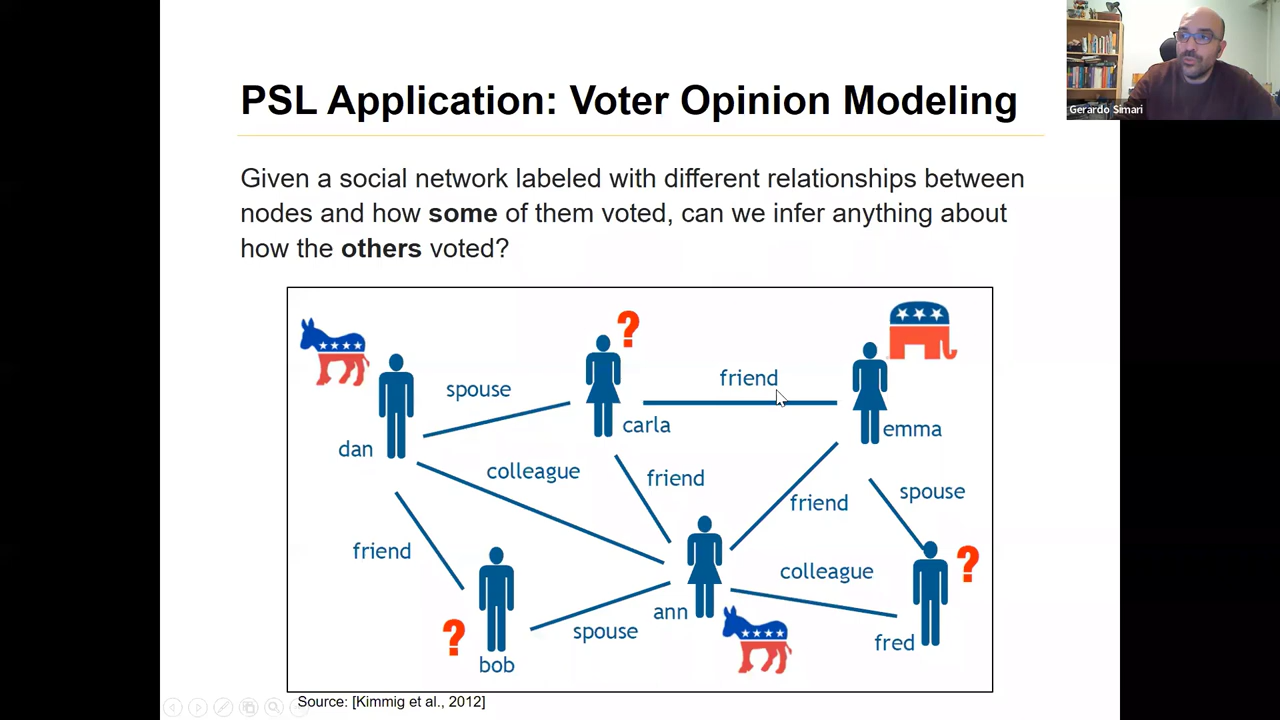 PSL Application: Voter Opinion Modeling
Gerardo Simari
Given a social network labeled with different relationships between
nodes and how some of them voted, can we infer anything about
how the others voted?
?
friend
spouse
carla
emma
dan
colleague
friend
spouse
friend
friend
?
colleague
ann
spouse
fred
?
bob
Source: [Kimmig et al., 2012]